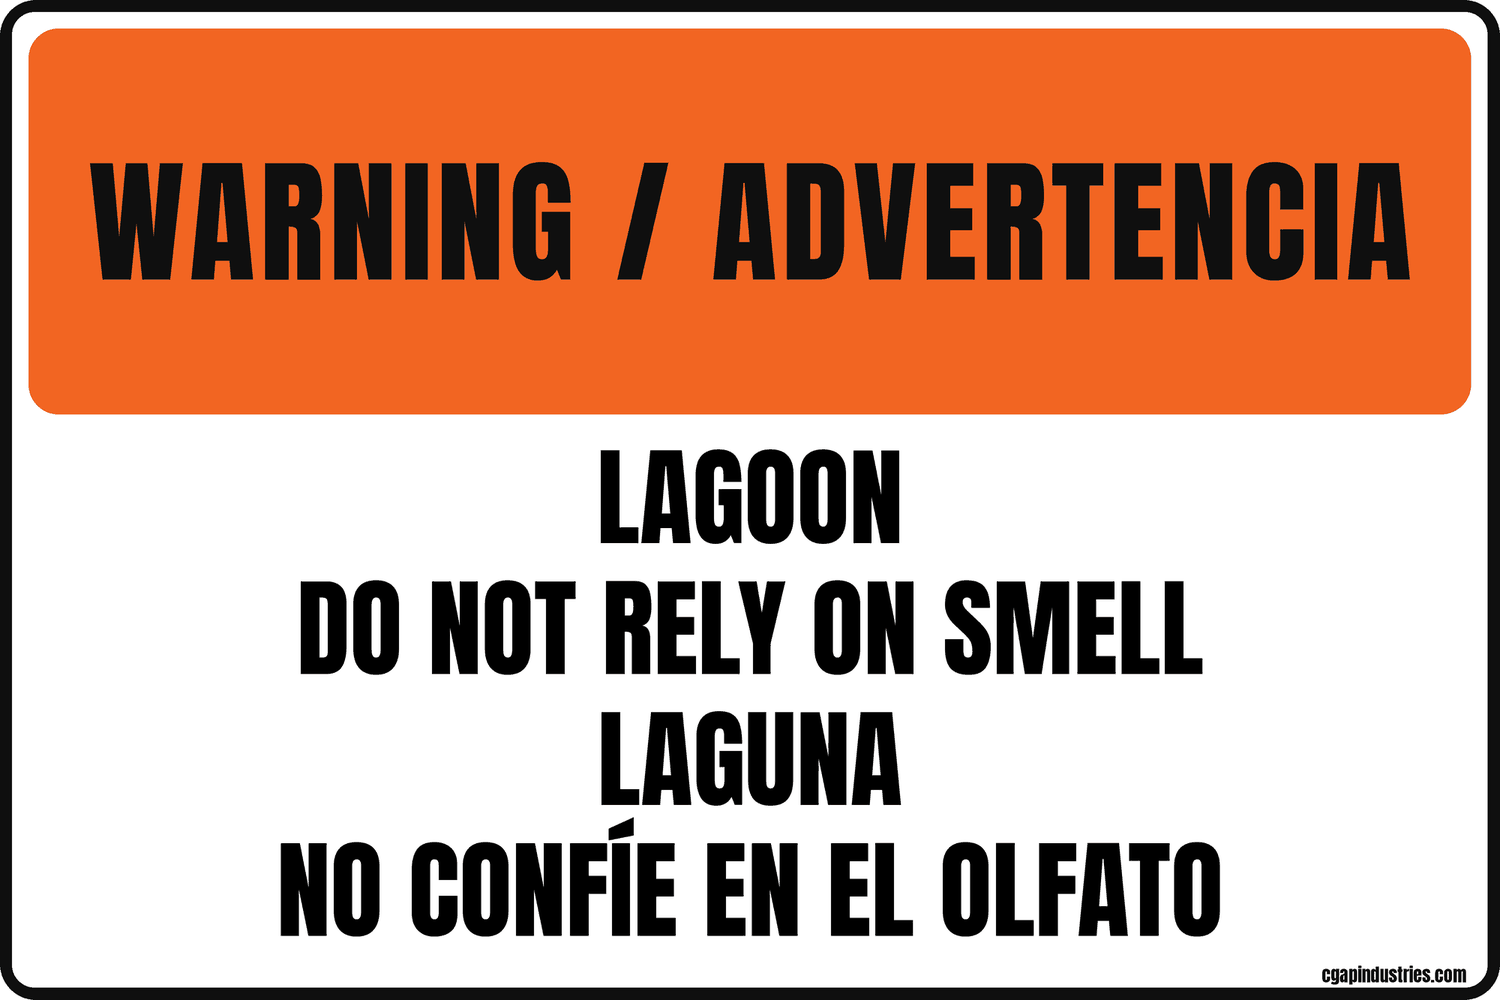 WARNING / ADVERTENCIA
LAGOON
DO NOT RELY ON SMELL
LAGUNA
NO CONFÍE EN EL OLFATO
cgapindustries.com